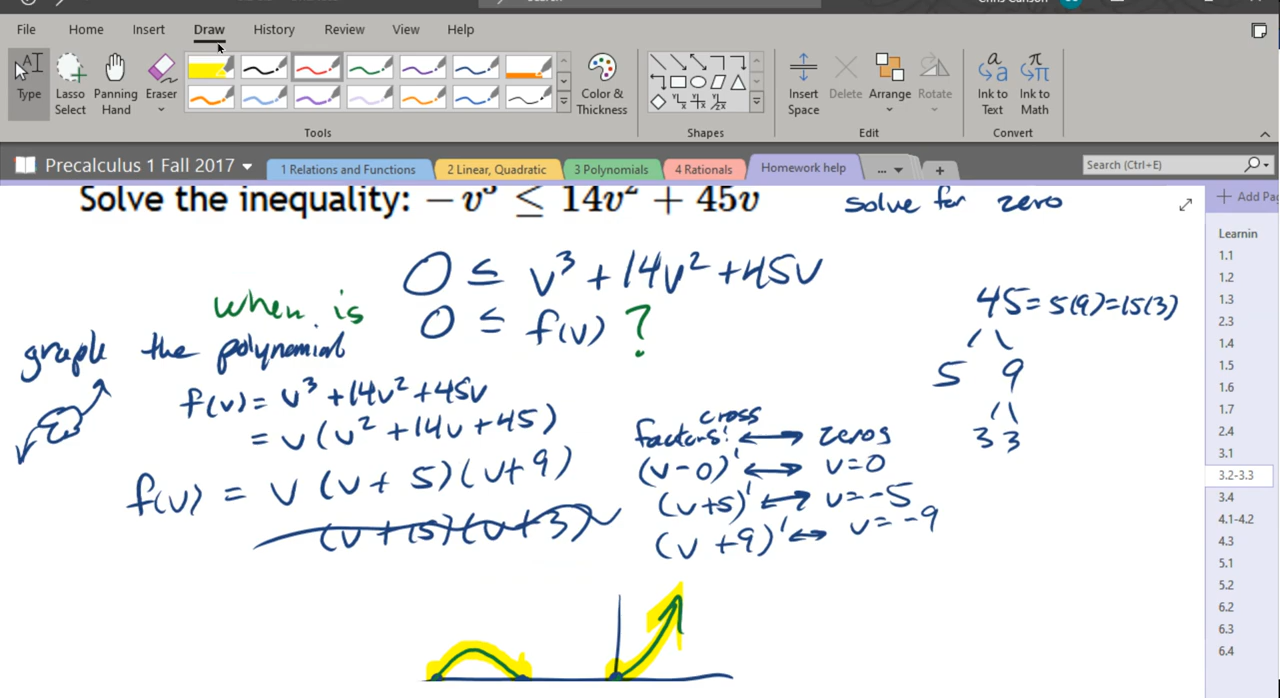 File Home Insert Draw History Review View Help
Type Lasso Select Panning Hand Eraser Color & Thickness Insert Space Delete Arrange Rotate Ink to Text Ink to Math
Tools Shapes Edit Convert
Precalculus 1 Fall 2017 1 Relations and Functions 2 Linear, Quadratic 3 Polynomials 4 Rationals Homework help ... + Search (Ctrl+E)
Solve the inequality: −v³ ≤ 14v² + 45v
solve for zero
0 ≤ v³ + 14v² + 45v
when is 0 ≤ f(v) ?
graph the polynomial
f(v) = v³ + 14v² + 45v
= v(v² + 14v + 45)
f(v) = v (v + 5)(v + 9)
(v + 15)(v + 3)
45 = 5(9) = 15(3)
5 9
3 3
cross
factors! ↔ zeros
(v − 0)¹ ↔ v = 0
(v + 5)¹ ↔ v = −5
(v + 9)¹ ↔ v = −9
+ Add Pag
Learnin
1.1
1.2
1.3
2.3
1.4
1.5
1.6
1.7
2.4
3.1
3.2-3.3
3.4
4.1-4.2
4.3
5.1
5.2
6.2
6.3
6.4